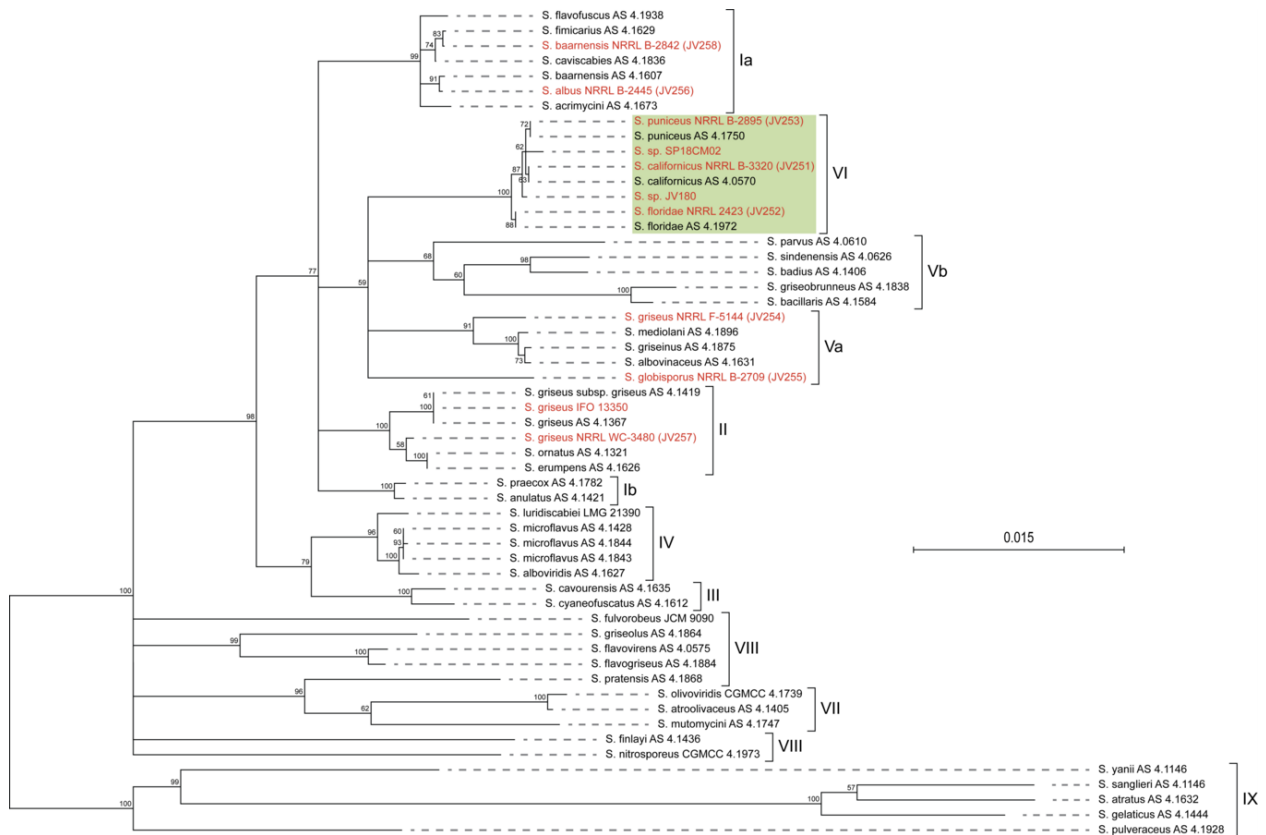 S. flavofuscus AS 4.1938
83
S. fimicarius AS 4.1629
74
S. baarnensis NRRL B-2842 (JV258)
99
S. caviscabies AS 4.1836
Ia
91
S. baarnensis AS 4.1607
S. albus NRRL B-2445 (JV256)
S. acrimycini AS 4.1673
72
S. puniceus NRRL B-2895 (JV253)
S. puniceus AS 4.1750
62
S. sp. SP18CM02
87
S. californicus NRRL B-3320 (JV251)
VI
63
S. californicus AS 4.0570
100
S. sp. JV180
S. floridae NRRL 2423 (JV252)
88
S. floridae AS 4.1972
S. parvus AS 4.0610
68
98
S. sindenensis AS 4.0626
77
S. badius AS 4.1406
Vb
60
59
100
S. griseobrunneus AS 4.1838
S. bacillaris AS 4.1584
S. griseus NRRL F-5144 (JV254)
91
S. mediolani AS 4.1896
100
S. griseinus AS 4.1875
Va
73
S. albovinaceus AS 4.1631
S. globisporus NRRL B-2709 (JV255)
61
S. griseus subsp. griseus AS 4.1419
100
S. griseus IFO 13350
98
S. griseus AS 4.1367
II
S. griseus NRRL WC-3480 (JV257)
58
S. ornatus AS 4.1321
100
S. erumpens AS 4.1626
S. praecox AS 4.1782
100
Ib
S. anulatus AS 4.1421
S. luridiscabiei LMG 21390
96
60
S. microflavus AS 4.1428
93
S. microflavus AS 4.1844
IV
0.015
100
S. microflavus AS 4.1843
79
S. alboviridis AS 4.1627
S. cavourensis AS 4.1635
100
III
S. cyaneofuscatus AS 4.1612
100
S. fulvorobeus JCM 9090
99
S. griseolus AS 4.1864
S. flavovirens AS 4.0575
VIII
100
S. flavogriseus AS 4.1884
S. pratensis AS 4.1868
96
100
S. olivoviridis CGMCC 4.1739
62
S. atroolivaceus AS 4.1405
VII
S. mutomycini AS 4.1747
S. finlayi AS 4.1436
VIII
S. nitrosporeus CGMCC 4.1973
S. yanii AS 4.1146
99
57
S. sanglieri AS 4.1146
100
100
S. atratus AS 4.1632
IX
S. gelaticus AS 4.1444
S. pulveraceus AS 4.1928